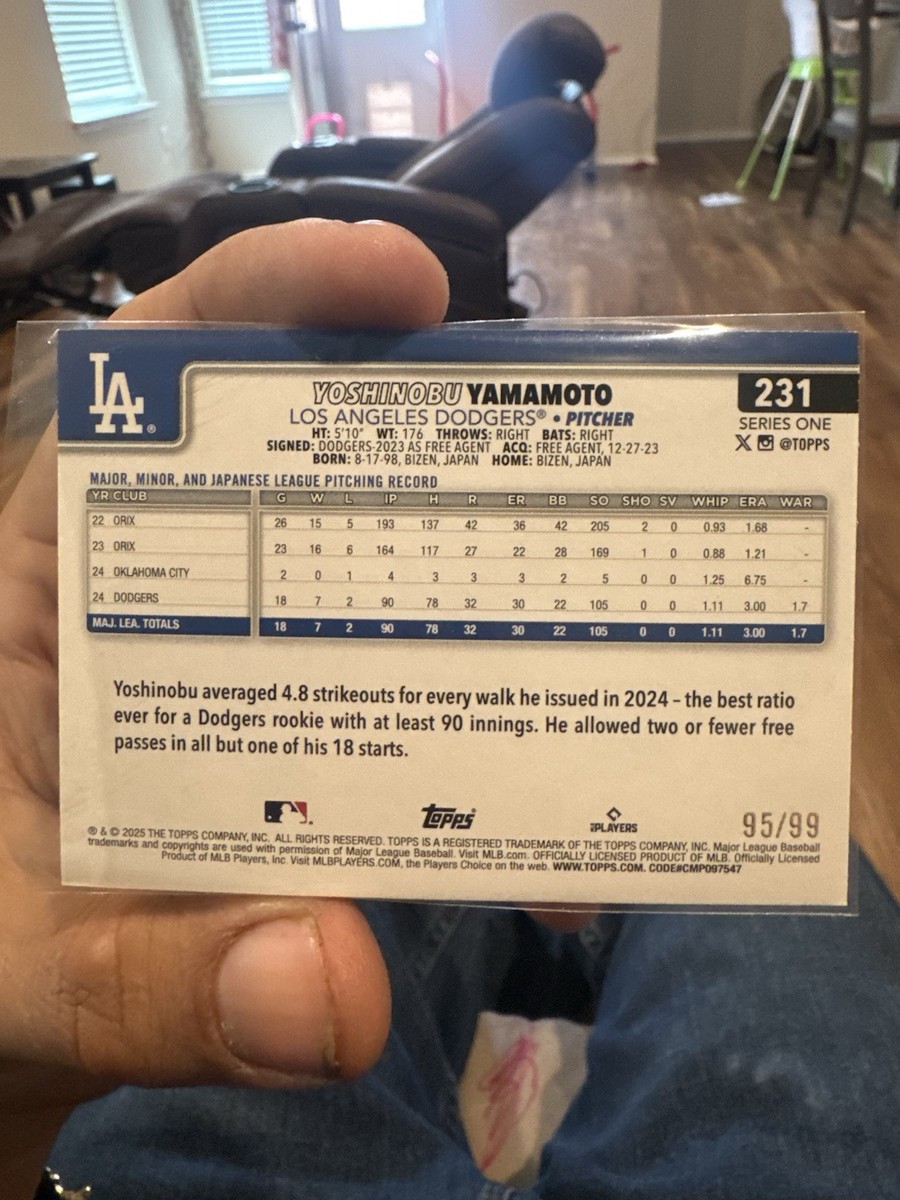 LA®
YOSHINOBU YAMAMOTO
LOS ANGELES DODGERS® • PITCHER
HT: 5'10" WT: 176 THROWS: RIGHT BATS: RIGHT
SIGNED: DODGERS-2023 AS FREE AGENT ACQ: FREE AGENT, 12-27-23
BORN: 8-17-98, BIZEN, JAPAN HOME: BIZEN, JAPAN
231
SERIES ONE
X @TOPPS
MAJOR, MINOR, AND JAPANESE LEAGUE PITCHING RECORD
YR CLUB G W L IP H R ER BB SO SHO SV WHIP ERA WAR
22 ORIX 26 15 5 193 137 42 36 42 205 2 0 0.93 1.68 -
23 ORIX 23 16 6 164 117 27 22 28 169 1 0 0.88 1.21 -
24 OKLAHOMA CITY 2 0 1 4 3 3 3 2 5 0 0 1.25 6.75 -
24 DODGERS 18 7 2 90 78 32 30 22 105 0 0 1.11 3.00 1.7
MAJ. LEA. TOTALS 18 7 2 90 78 32 30 22 105 0 0 1.11 3.00 1.7
Yoshinobu averaged 4.8 strikeouts for every walk he issued in 2024 – the best ratio
ever for a Dodgers rookie with at least 90 innings. He allowed two or fewer free
passes in all but one of his 18 starts.
Topps
PLAYERS
95/99
® & © 2025 THE TOPPS COMPANY, INC. ALL RIGHTS RESERVED. TOPPS IS A REGISTERED TRADEMARK OF THE TOPPS COMPANY, INC. Major League Baseball
trademarks and copyrights are used with permission of Major League Baseball. Visit MLB.com. OFFICIALLY LICENSED PRODUCT OF MLB. Officially Licensed
Product of MLB Players, Inc. Visit MLBPLAYERS.COM, the Players Choice on the web. WWW.TOPPS.COM. CODE#CMP097547